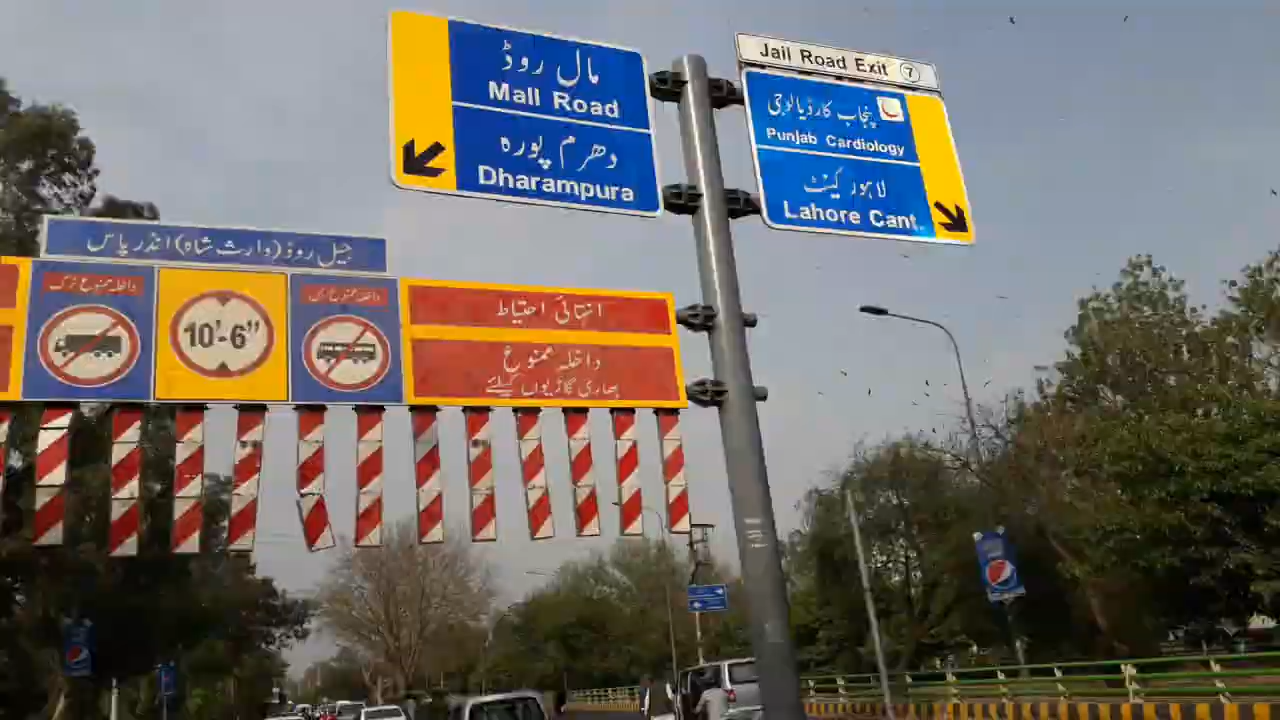 مال روڈ
Mall Road
دھرم پورہ
Dharampura
Jail Road Exit 7
پنجاب کارڈیالوجی
Punjab Cardiology
لاہور کینٹ
Lahore Cant.
جیل روڈ (وارث شاہ) انڈر پاس
داخلہ ممنوع ٹرک
10'-6"
داخلہ ممنوع بس
انتہائی احتیاط
داخلہ ممنوع
بھاری گاڑیوں کیلئے